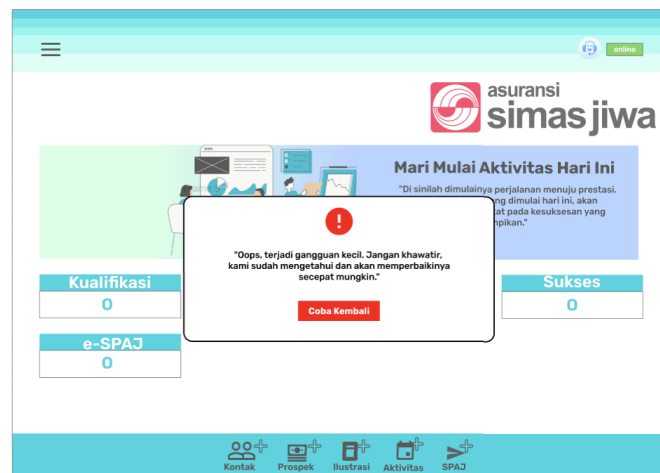 online
asuransi
simas jiwa
Mari Mulai Aktivitas Hari Ini
"Di sinilah dimulainya perjalanan menuju prestasi.
ng dimulai hari ini, akan
pada kesuksesan yang
"Oops, terjadi gangguan kecil. Jangan khawatir,
kami sudah mengetahui dan akan memperbaikinya
secepat mungkin."
Coba Kembali
Kualifikasi
0
Sukses
0
e-SPAJ
0
Kontak
Prospek
Ilustrasi
Aktivitas
SPAJ